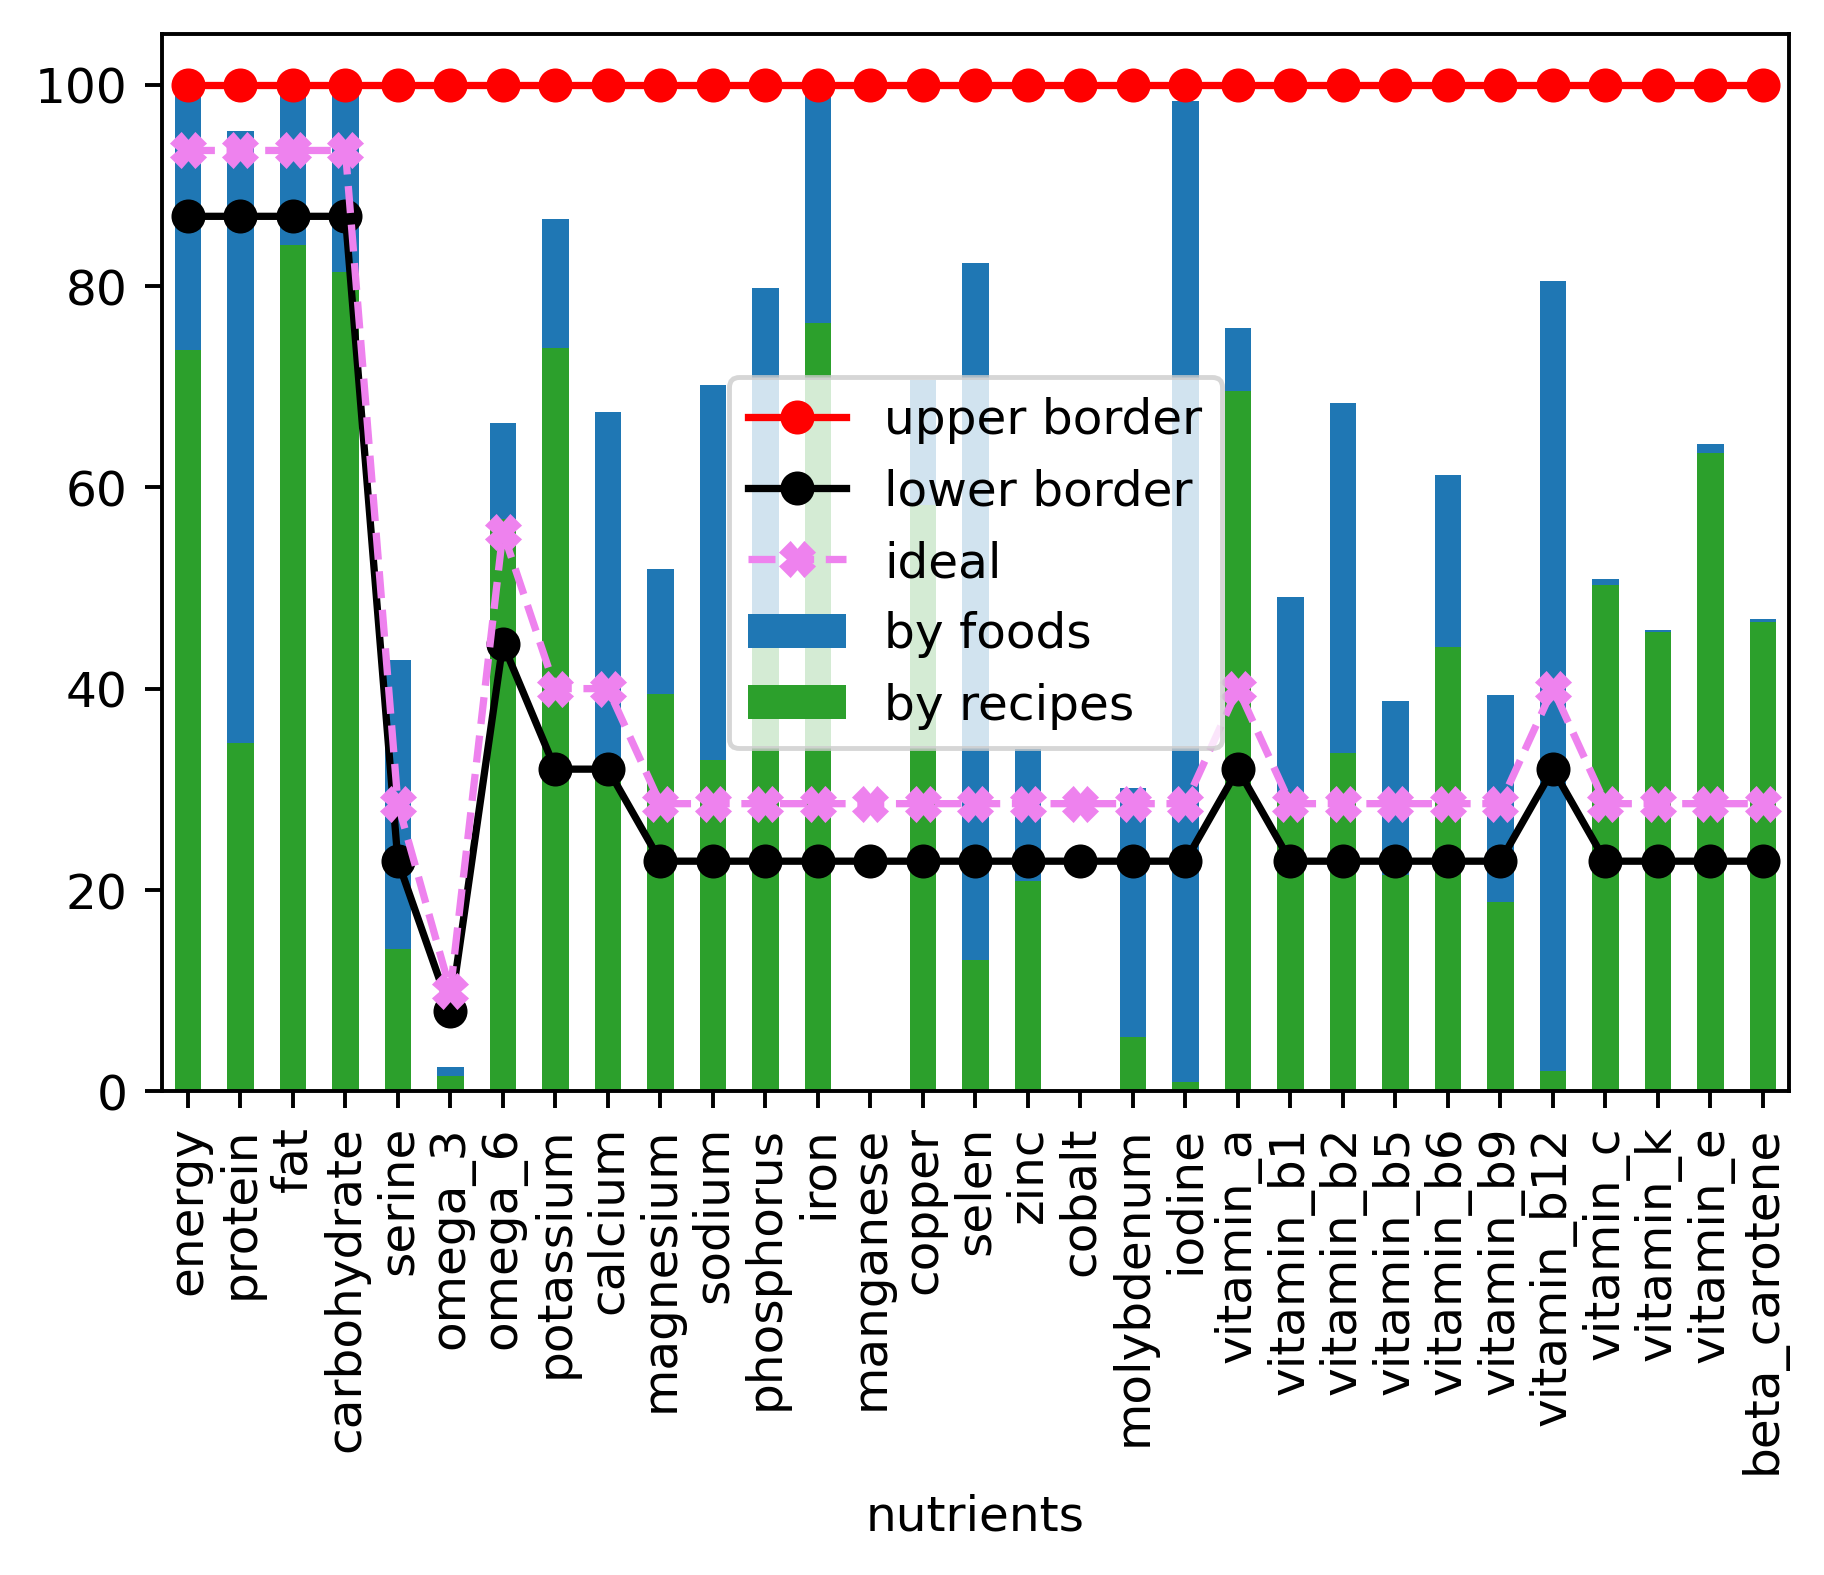 100
80
60
40
20
0
upper border
lower border
ideal
by foods
by recipes
energy
protein
fat
carbohydrate
serine
omega_3
omega_6
potassium
calcium
magnesium
sodium
phosphorus
iron
manganese
copper
selen
zinc
cobalt
molybdenum
iodine
vitamin_a
vitamin_b1
vitamin_b2
vitamin_b5
vitamin_b6
vitamin_b9
vitamin_b12
vitamin_c
vitamin_k
vitamin_e
beta_carotene
nutrients